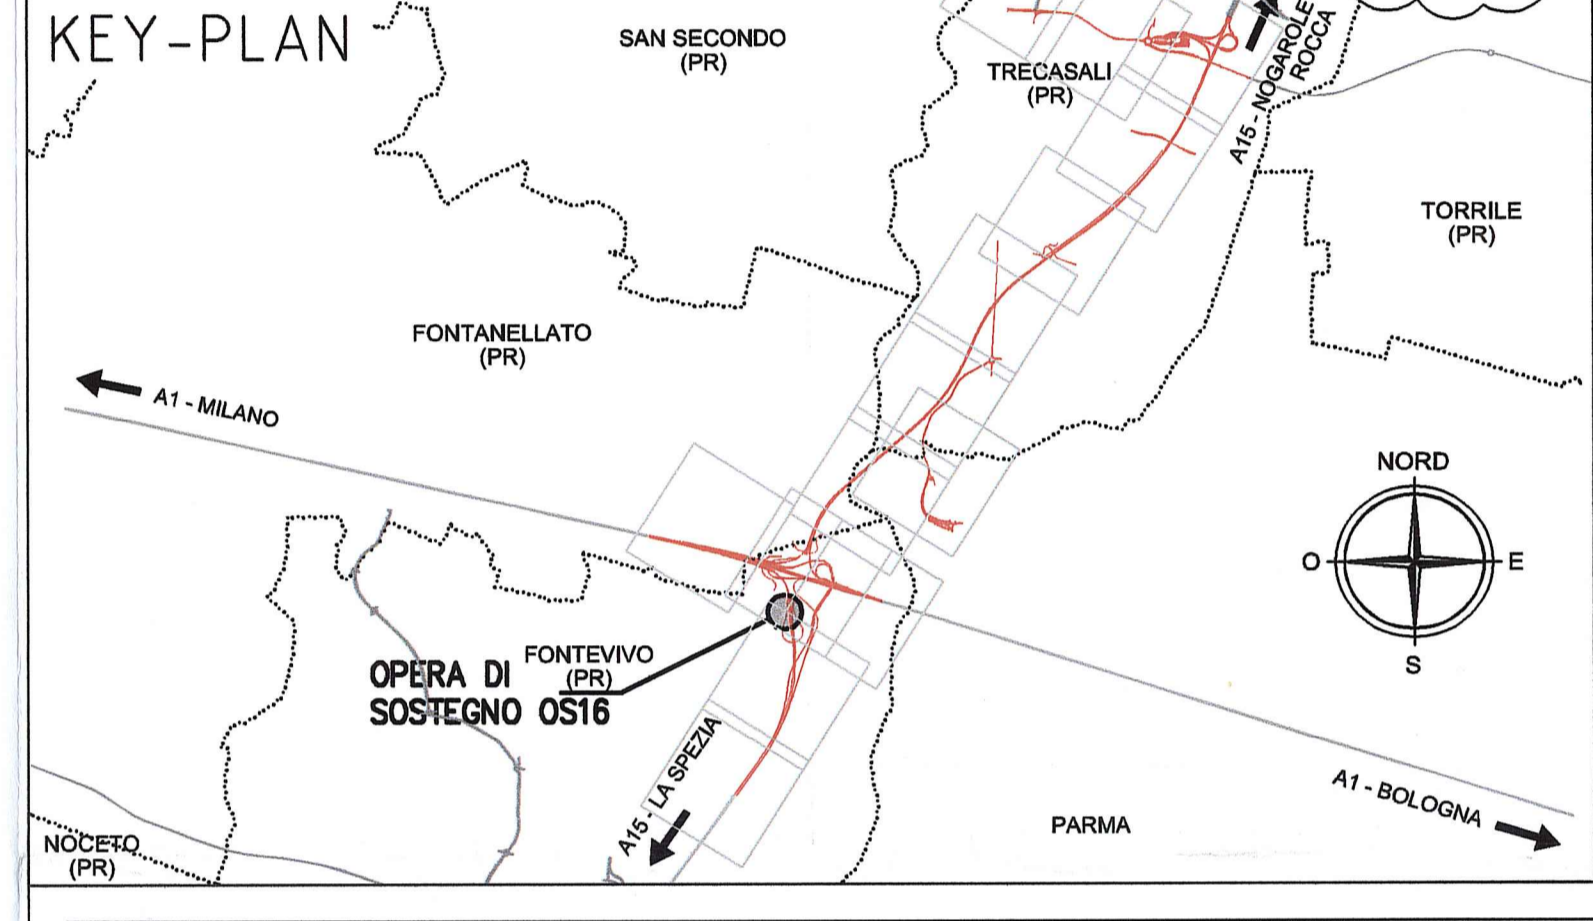 KEY-PLAN
SAN SECONDO
(PR)
TRECASALI
(PR)
A15 - NOGAROLE
ROCCA
TORRILE
(PR)
FONTANELLATO
(PR)
A1 - MILANO
NORD
O
E
S
FONTEVIVO
(PR)
OPERA DI
SOSTEGNO OS16
A15 - LA SPEZIA
A1 - BOLOGNA
PARMA
NOCETO
(PR)